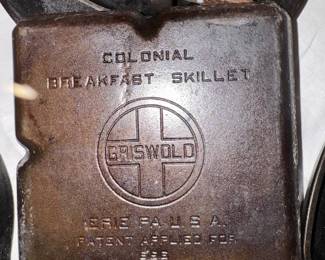 COLONIAL
BREAKFAST SKILLET
GRISWOLD
ERIE PA. U.S.A.
PATENT APPLIED FOR